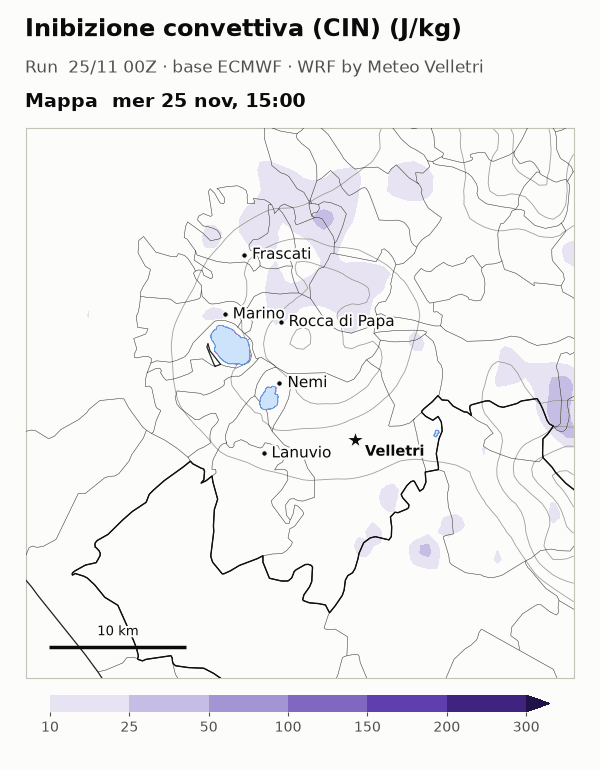 Inibizione convettiva (CIN) (J/kg)
Run  25/11 00Z · base ECMWF · WRF by Meteo Velletri
Mappa  mer 25 nov, 15:00
Frascati
Marino
Rocca di Papa
Nemi
Velletri
Lanuvio
10 km
10 25 50 100 150 200 300